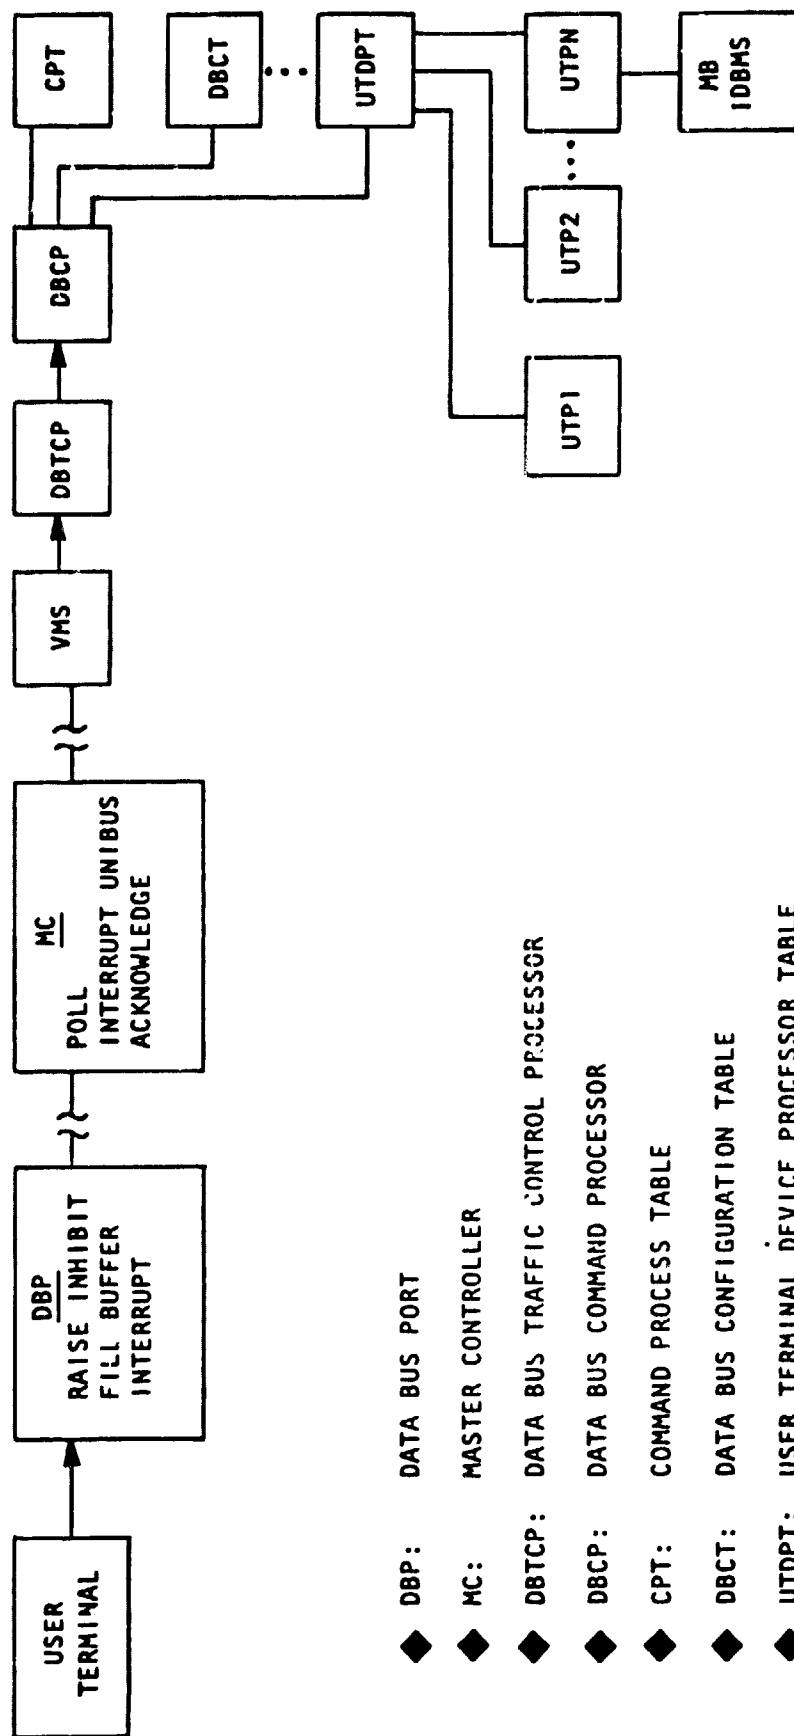 USER
TERMINAL
DBP
RAISE INHIBIT
FILL BUFFER
INTERRUPT
MC
POLL
INTERRUPT UNIBUS
ACKNOWLEDGE
VMS
DBTCP
DBCP
CPT
DBCT
UTDPT
UTP1
UTP2
UTPN
MB
IDBMS
DBP: DATA BUS PORT
MC: MASTER CONTROLLER
DBTCP: DATA BUS TRAFFIC CONTROL PROCESSOR
DBCP: DATA BUS COMMAND PROCESSOR
CPT: COMMAND PROCESS TABLE
DBCT: DATA BUS CONFIGURATION TABLE
UTDPT: USER TERMINAL DEVICE PROCESSOR TABLE